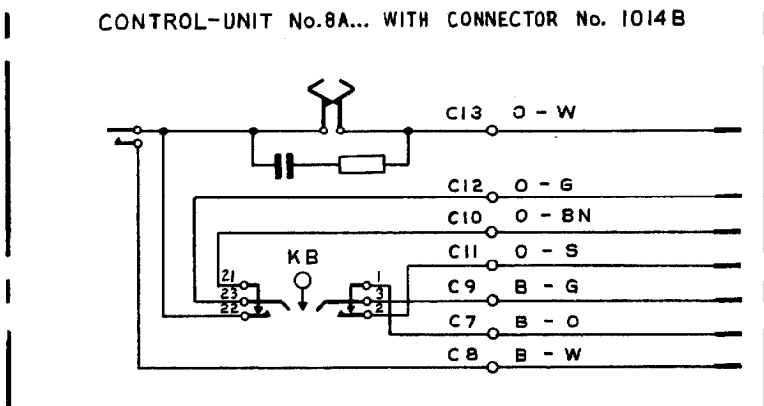 CONTROL-UNIT No.8A... WITH CONNECTOR No. 1014B
C13 O - W
C12 O - G
C10 O - BN
C11 O - S
KB
21
1
C9 B - G
23
3
22
2
C7 B - O
C8 B - W